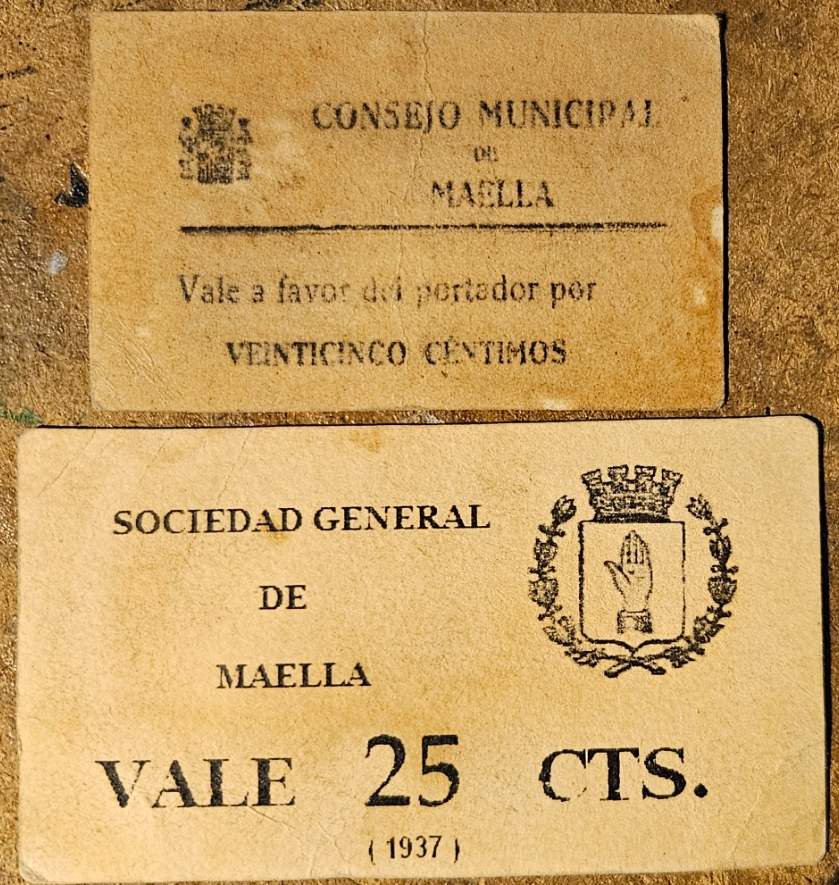 CONSEJO MUNICIPAL
DE
MAELLA
Vale a favor del portador por
VEINTICINCO CÉNTIMOS
SOCIEDAD GENERAL
DE
MAELLA
VALE 25 CTS.
( 1937 )